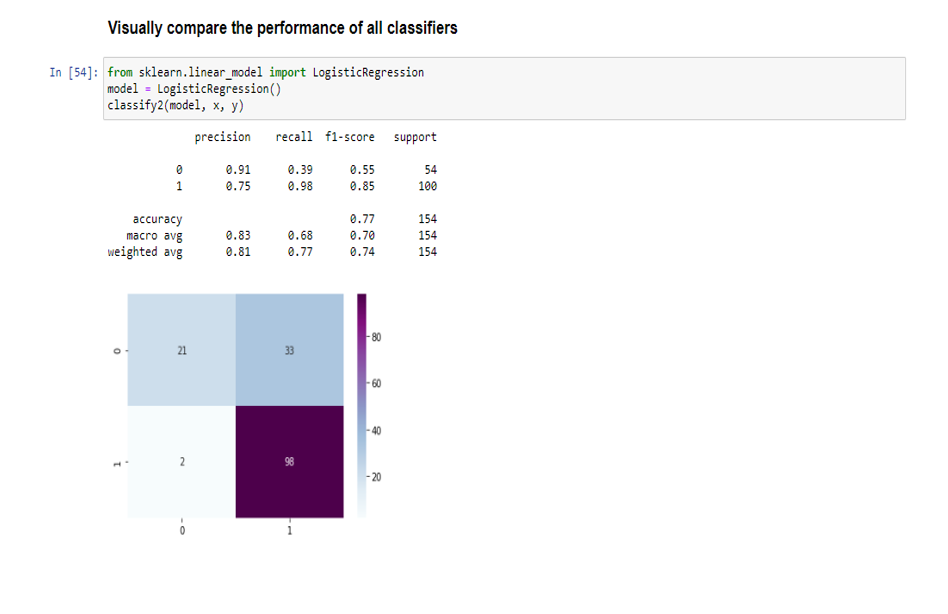 Visually compare the performance of all classifiers
In [54]: from sklearn.linear_model import LogisticRegression
model = LogisticRegression()
classify2(model, x, y)
precision recall f1-score support
0 0.91 0.39 0.55 54
1 0.75 0.98 0.85 100
accuracy 0.77 154
macro avg 0.83 0.68 0.70 154
weighted avg 0.81 0.77 0.74 154
0 21 33
1 2 98
0 1
80
60
40
20